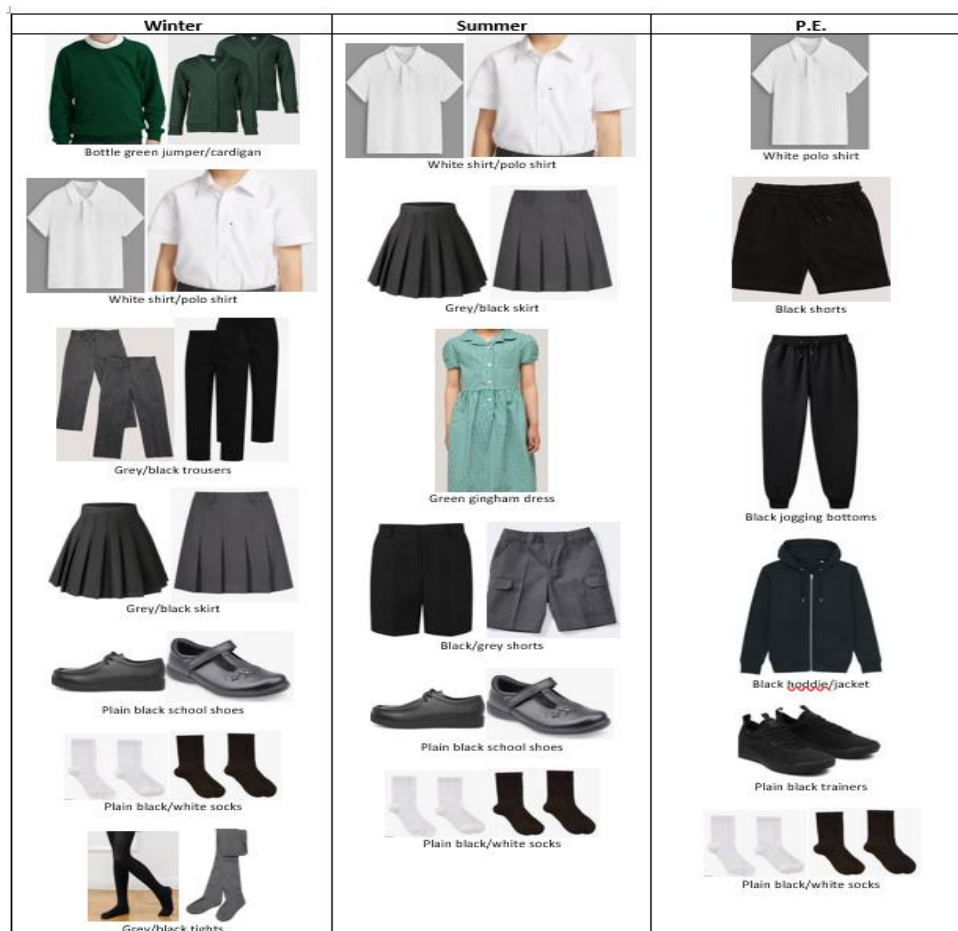 Winter
Bottle green jumper/cardigan
White shirt/polo shirt
Grey/black trousers
Grey/black skirt
Plain black school shoes
Plain black/white socks
Grey/black tights
Summer
White shirt/polo shirt
Grey/black skirt
Green gingham dress
Black/grey shorts
Plain black school shoes
Plain black/white socks
P.E.
White polo shirt
Black shorts
Black jogging bottoms
Black hoddie/jacket
Plain black trainers
Plain black/white socks